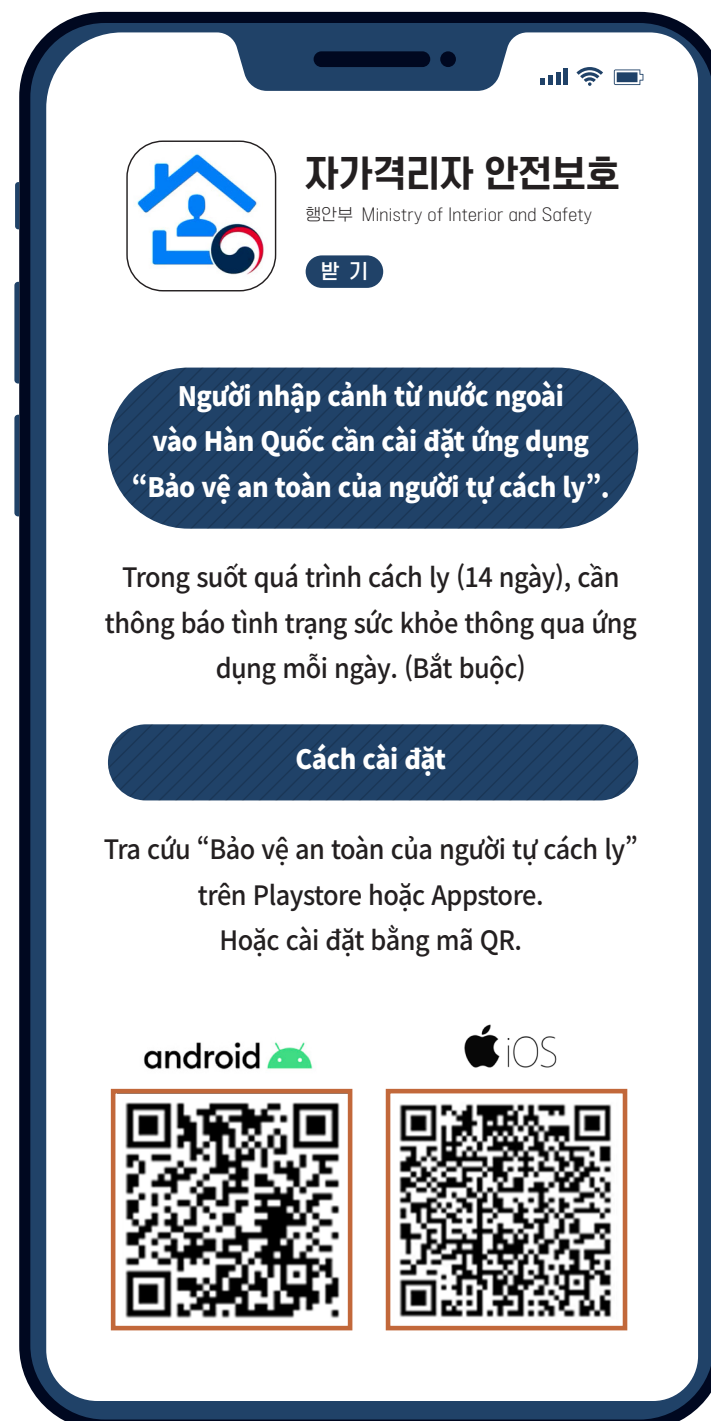 자가격리자 안전보호
행안부 Ministry of Interior and Safety
받 기
Người nhập cảnh từ nước ngoài
vào Hàn Quốc cần cài đặt ứng dụng
“Bảo vệ an toàn của người tự cách ly”.
Trong suốt quá trình cách ly (14 ngày), cần
thông báo tình trạng sức khỏe thông qua ứng
dụng mỗi ngày. (Bắt buộc)
Cách cài đặt
Tra cứu “Bảo vệ an toàn của người tự cách ly”
trên Playstore hoặc Appstore.
Hoặc cài đặt bằng mã QR.
android
iOS